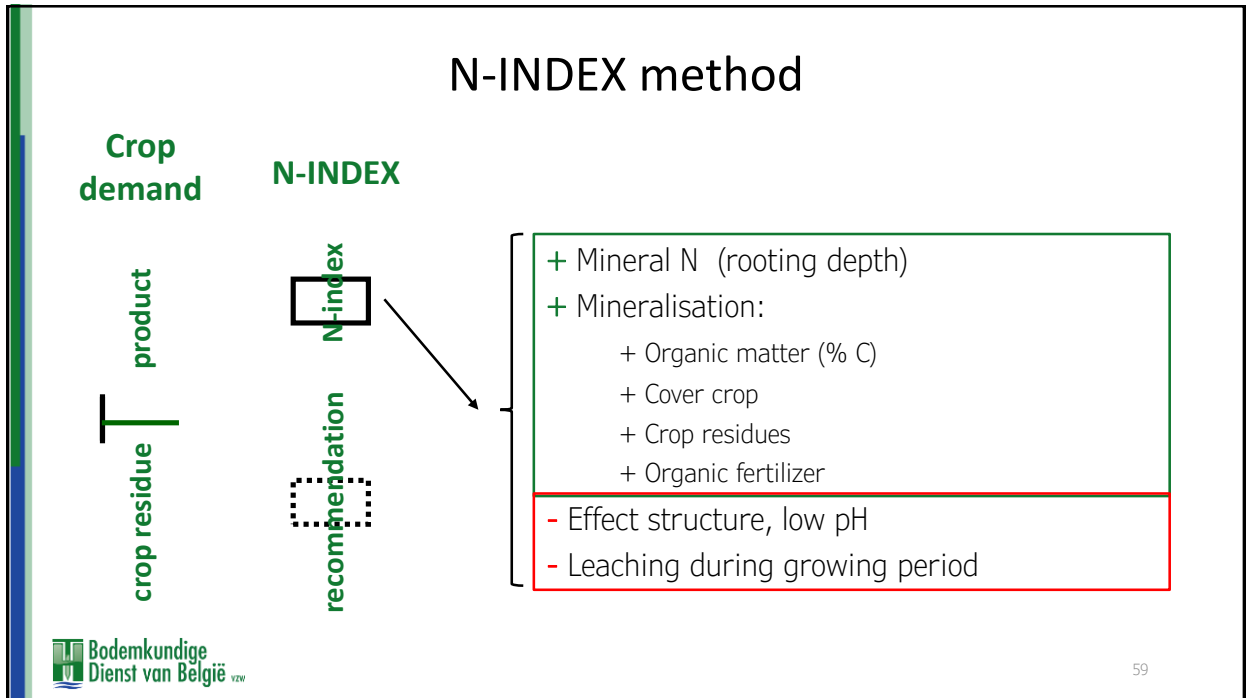 N-INDEX method
Crop
demand
N-INDEX
product
crop residue
N-index
recommendation
+ Mineral N (rooting depth)
+ Mineralisation:
+ Organic matter (% C)
+ Cover crop
+ Crop residues
+ Organic fertilizer
- Effect structure, low pH
- Leaching during growing period
Bodemkundige
Dienst van België vzw
59